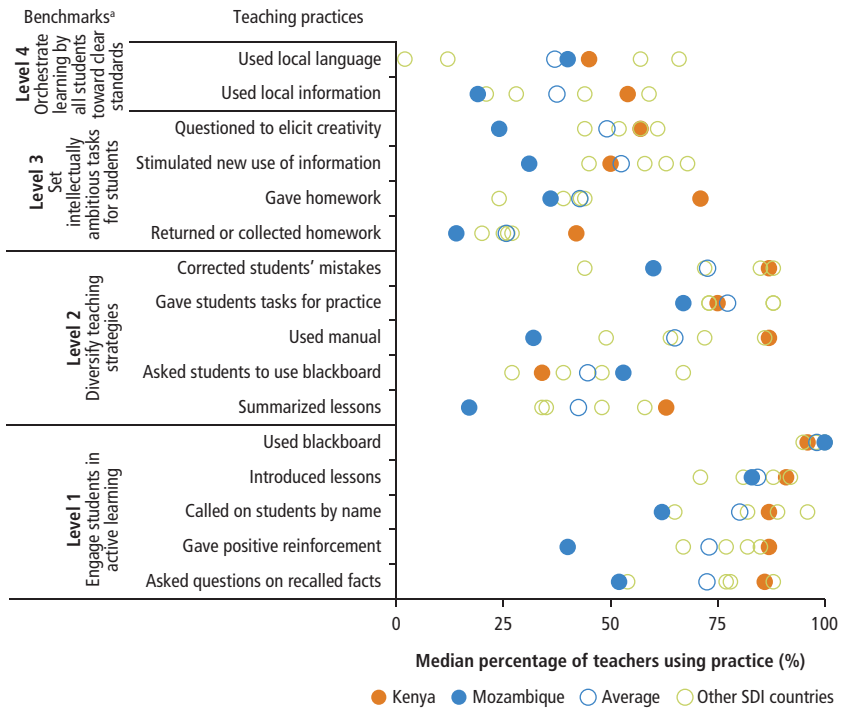 Benchmarksᵃ Teaching practices
Level 4
Orchestrate
learning by
all students
toward clear
standards
Used local language
Used local information
Level 3
Set
intellectually
ambitious tasks
for students
Questioned to elicit creativity
Stimulated new use of information
Gave homework
Returned or collected homework
Level 2
Diversify teaching
strategies
Corrected students’ mistakes
Gave students tasks for practice
Used manual
Asked students to use blackboard
Summarized lessons
Level 1
Engage students in
active learning
Used blackboard
Introduced lessons
Called on students by name
Gave positive reinforcement
Asked questions on recalled facts
0 25 50 75 100
Median percentage of teachers using practice (%)
Kenya Mozambique Average Other SDI countries